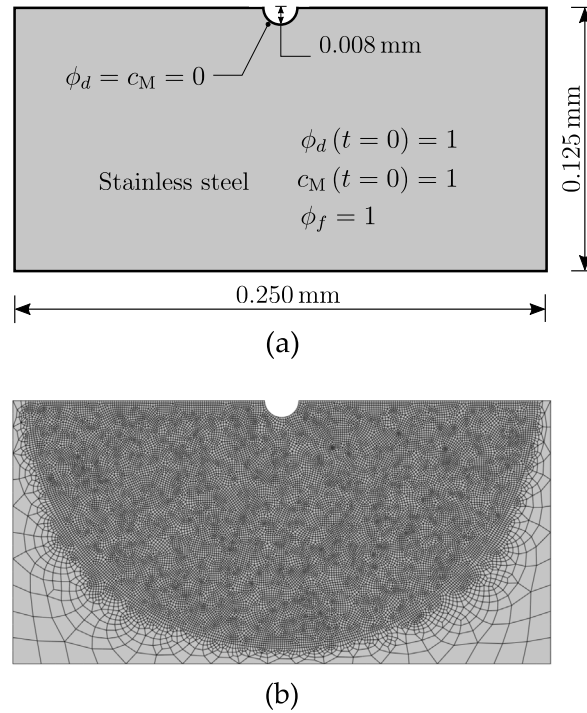 0.008 mm
ϕ_d = c_M = 0
ϕ_d (t = 0) = 1
Stainless steel c_M (t = 0) = 1
ϕ_f = 1
0.125 mm
0.250 mm
(a)
(b)